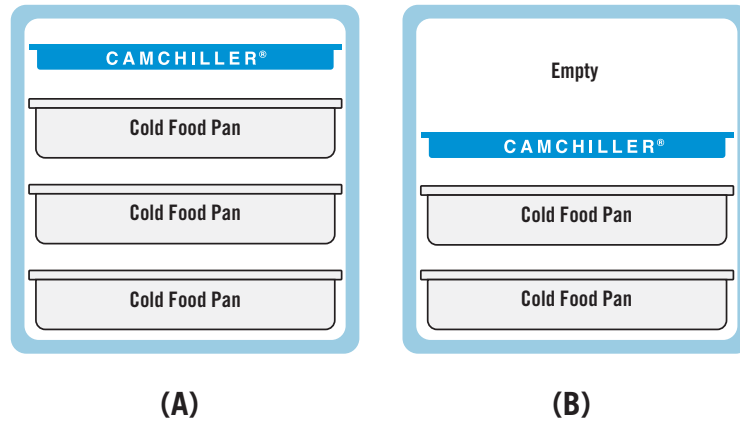 CAMCHILLER®
Cold Food Pan
Cold Food Pan
Cold Food Pan
(A)
Empty
CAMCHILLER®
Cold Food Pan
Cold Food Pan
(B)